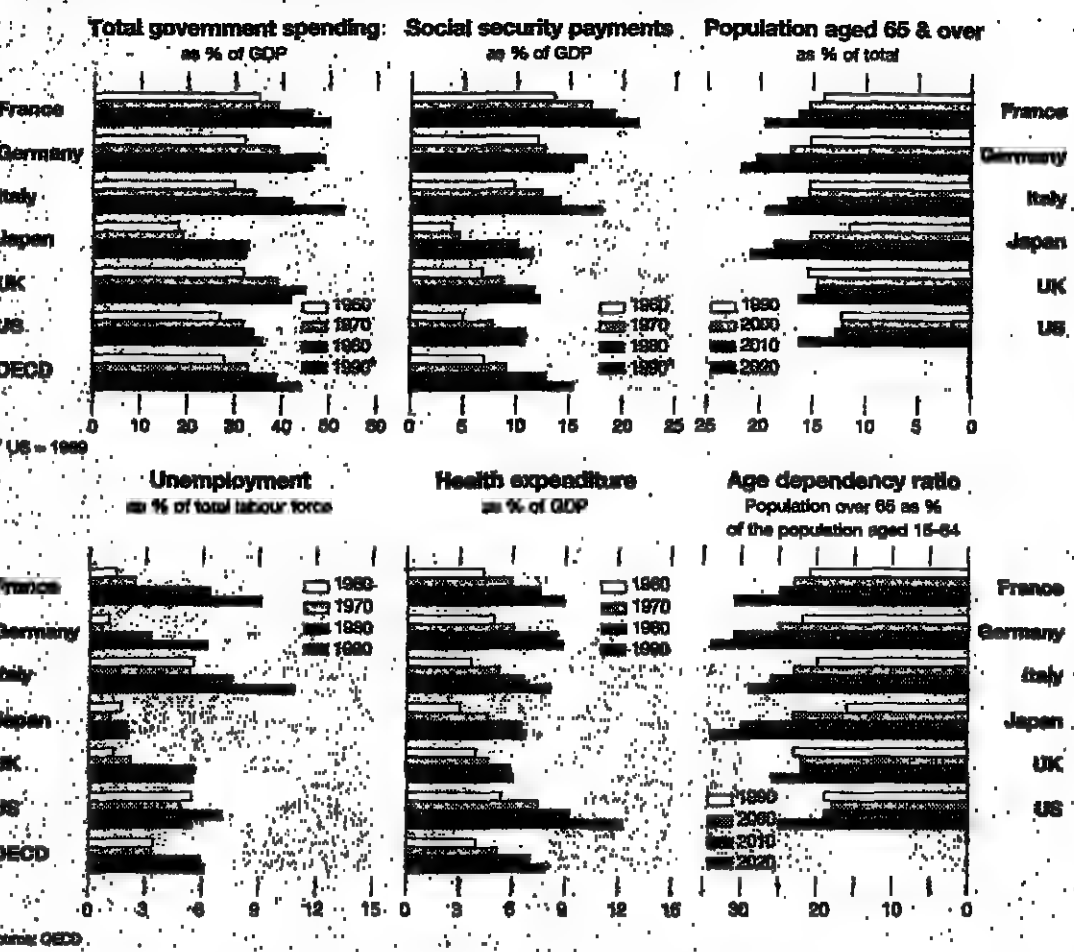 Total government spending:
as % of GDP
Social security payments
as % of GDP
Population aged 65 & over
as % of total
France
Germany
Italy
Japan
UK
US
OECD
France
Germany
Italy
Japan
UK
US
1960
1970
1980
1990*
1960
1970
1980
1990*
1990
2000
2010
2020
0 10 20 30 40 50 60
0 5 10 15 20 25
25 20 15 10 5 0
* US = 1989
Unemployment
as % of total labour force
Health expenditure
as % of GDP
Age dependency ratio
Population over 65 as %
of the population aged 15-64
France
Germany
Italy
Japan
UK
US
OECD
France
Germany
Italy
Japan
UK
US
1960
1970
1980
1990
1960
1970
1980
1990
1990
2000
2010
2020
0 3 6 9 12 15
0 3 6 9 12 15
30 20 10 0
Source: OECD